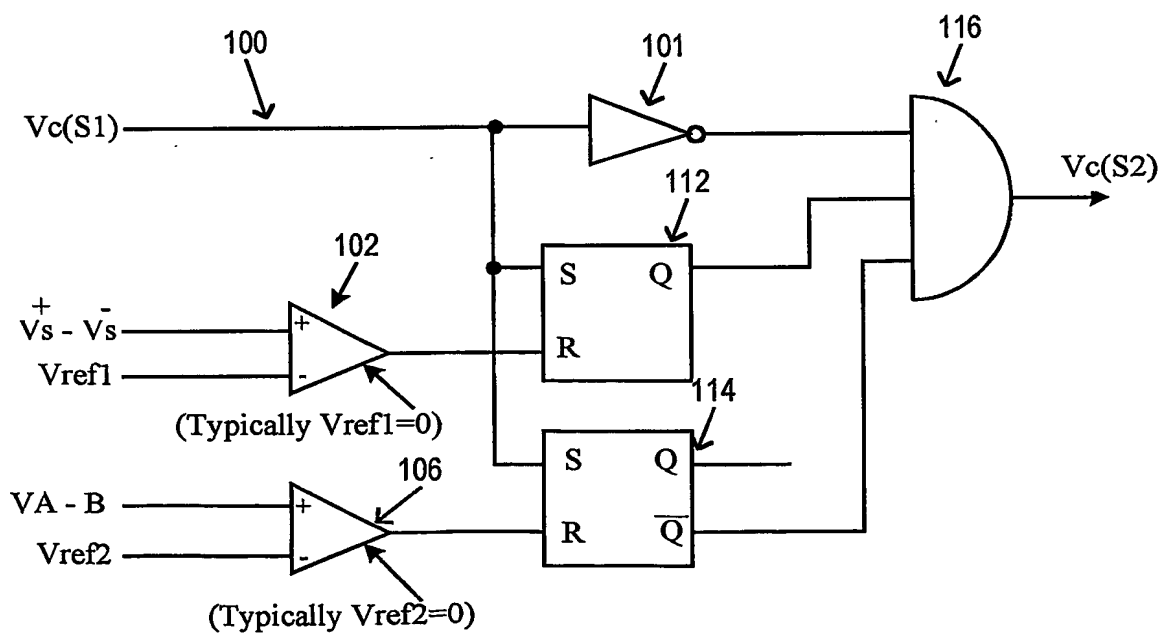 100
101
116
Vc(S1)
Vc(S2)
112
102
S Q
+ -
Vs - Vs
+
R
Vref1
-
114
(Typically Vref1=0)
S Q
106
VA - B
+
R Q̅
Vref2
-
(Typically Vref2=0)